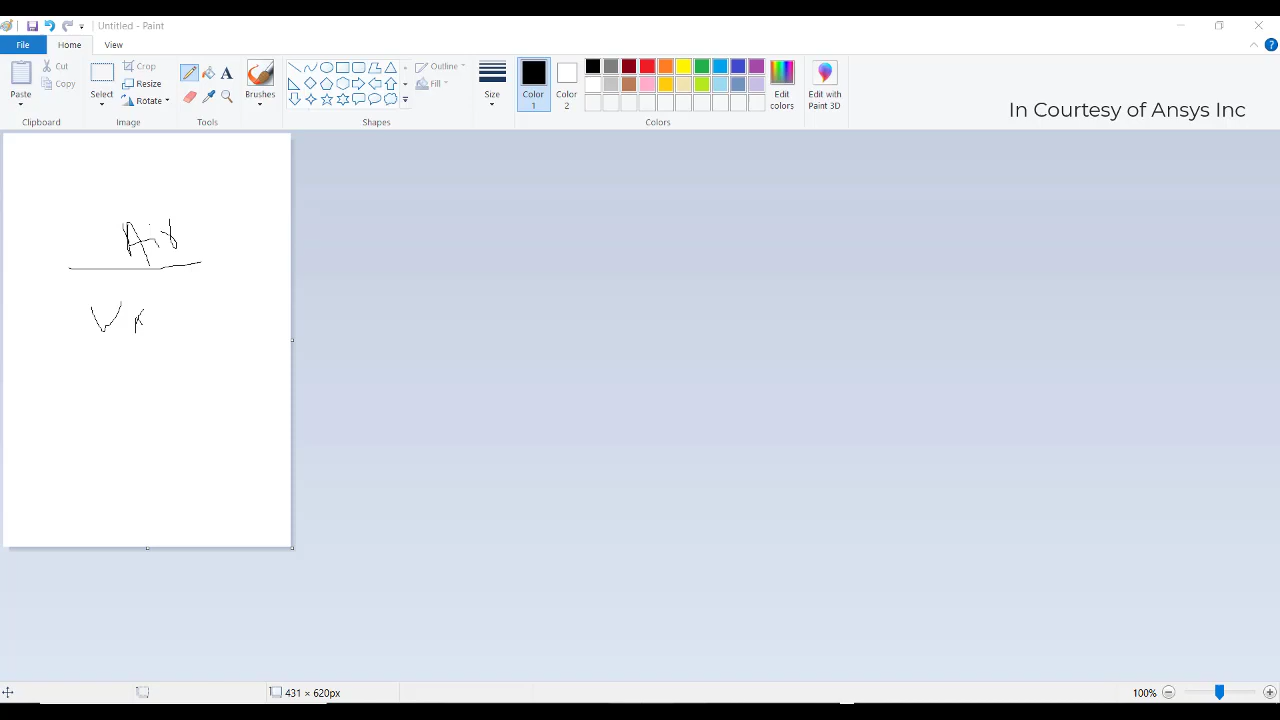 Untitled - Paint
File Home View
Paste
Cut
Copy
Clipboard
Select
Crop
Resize
Rotate
Image
Tools
Brushes
Outline
Fill
Shapes
Size
Color 1
Color 2
Colors
Edit colors
Edit with Paint 3D
In Courtesy of Ansys Inc
Air
431 × 620px
100%